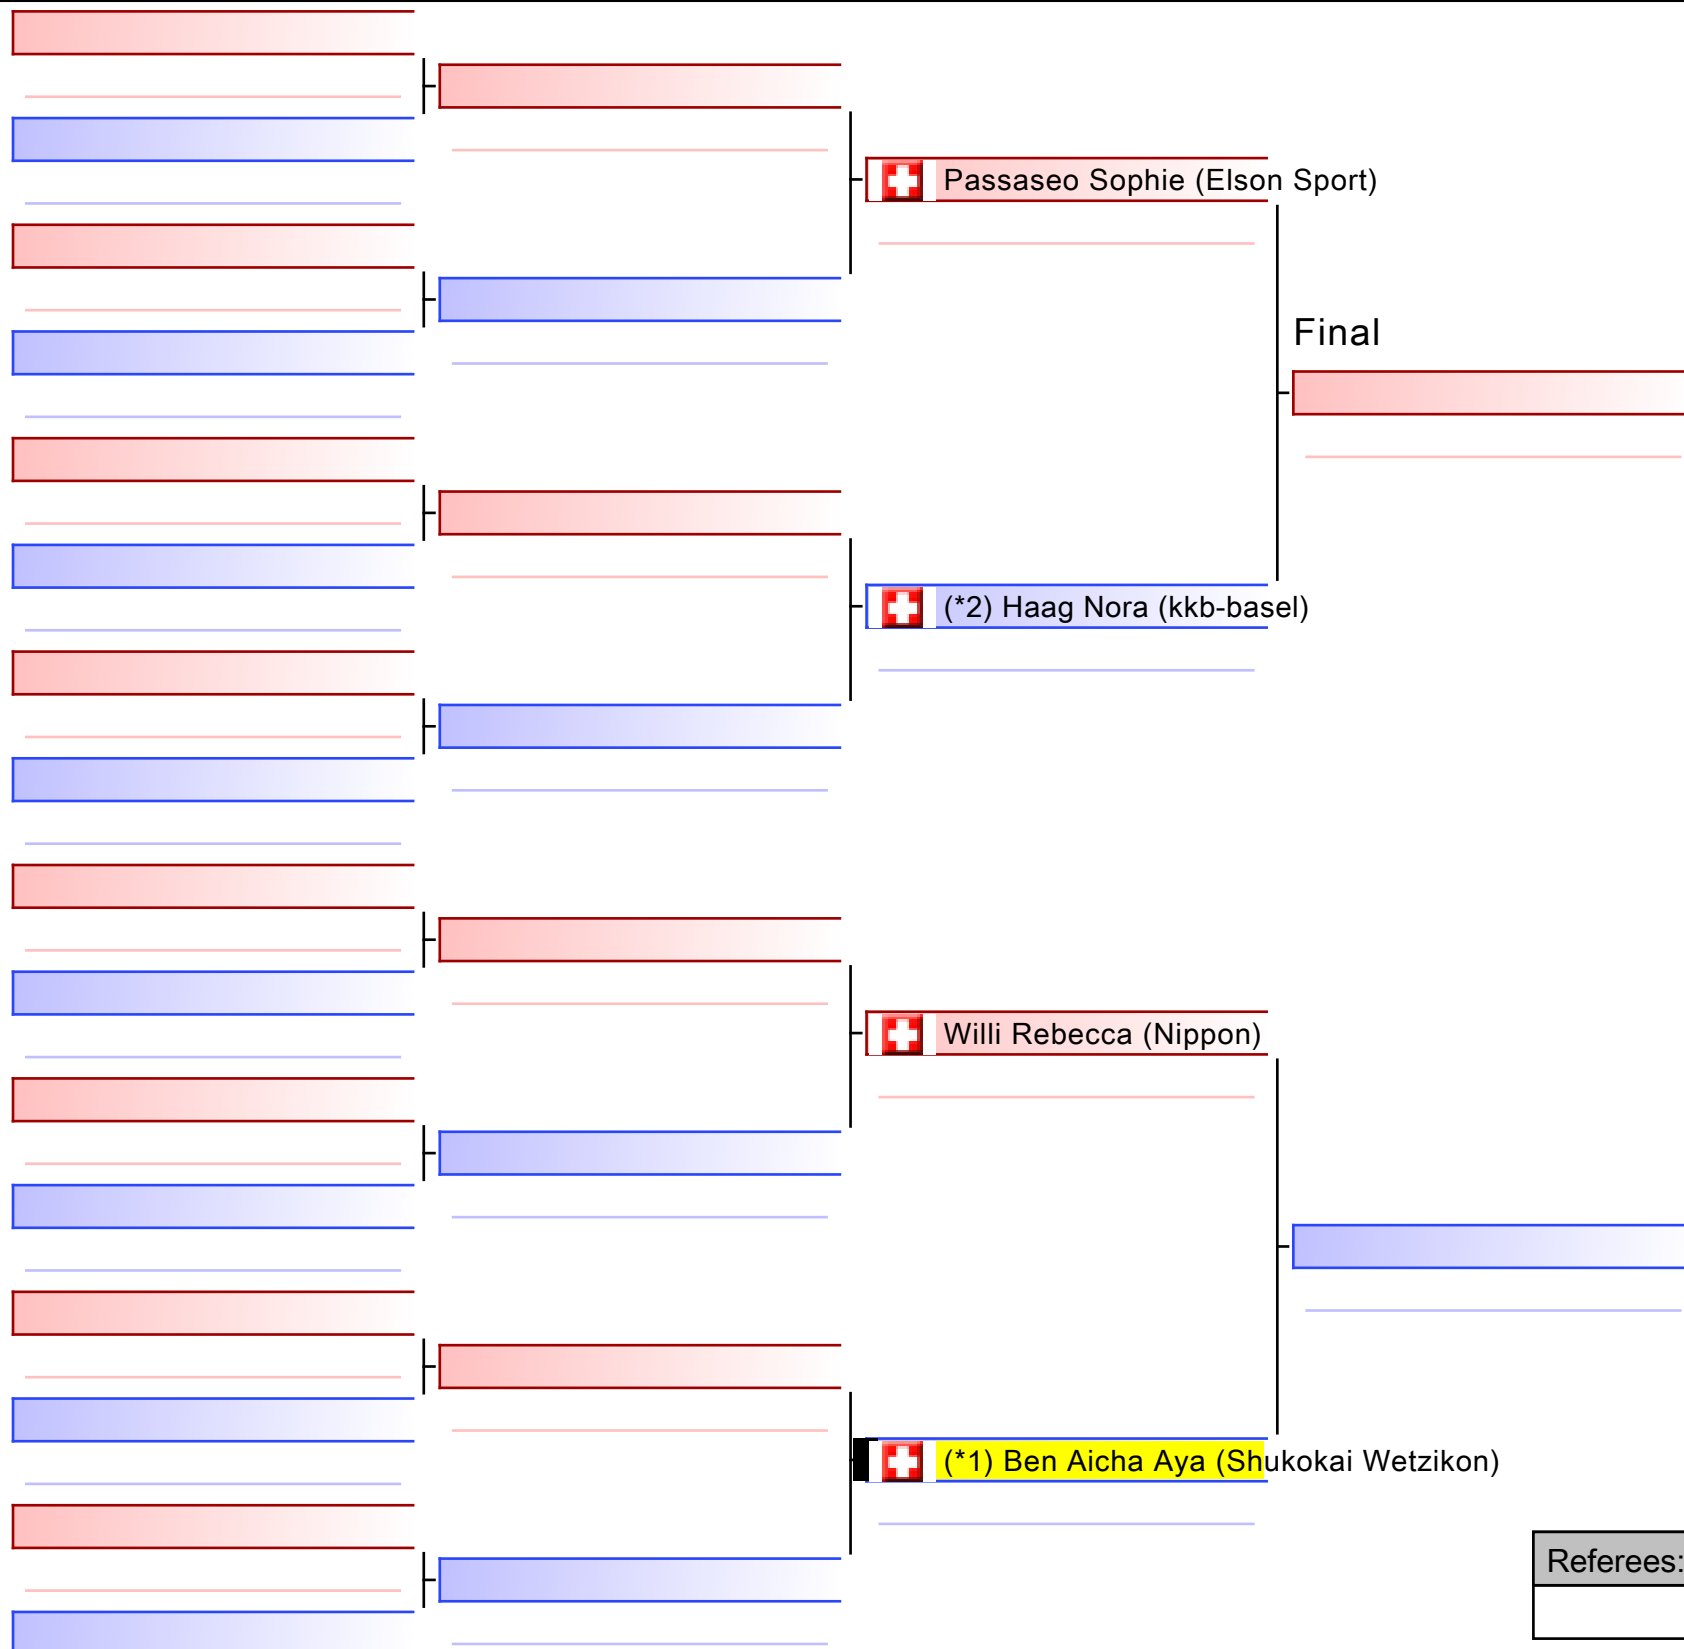 Passaseo Sophie (Elson Sport)
Final
(*2) Haag Nora (kkb-basel)
Willi Rebecca (Nippon)
(*1) Ben Aicha Aya (Shukokai Wetzikon)
Referees: